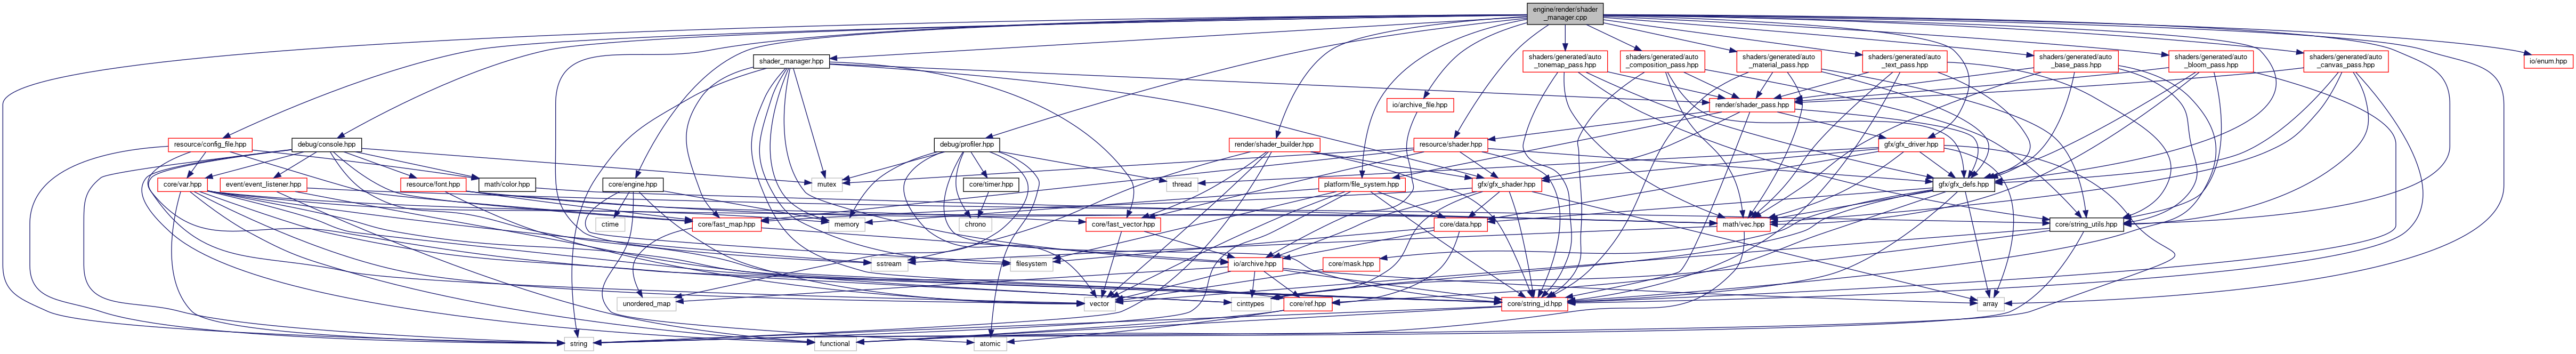 engine/render/shader
_manager.cpp
shader_manager.hpp
shaders/generated/auto
_tonemap_pass.hpp
shaders/generated/auto
_composition_pass.hpp
shaders/generated/auto
_material_pass.hpp
shaders/generated/auto
_text_pass.hpp
shaders/generated/auto
_base_pass.hpp
shaders/generated/auto
_bloom_pass.hpp
shaders/generated/auto
_canvas_pass.hpp
io/enum.hpp
io/archive_file.hpp
render/shader_pass.hpp
resource/config_file.hpp
debug/console.hpp
debug/profiler.hpp
render/shader_builder.hpp
resource/shader.hpp
gfx/gfx_driver.hpp
core/var.hpp
event/event_listener.hpp
resource/font.hpp
math/color.hpp
core/engine.hpp
mutex
core/timer.hpp
thread
platform/file_system.hpp
gfx/gfx_shader.hpp
gfx/gfx_defs.hpp
ctime
core/fast_map.hpp
memory
core/fast_vector.hpp
chrono
core/data.hpp
math/vec.hpp
core/string_utils.hpp
sstream
filesystem
io/archive.hpp
core/mask.hpp
unordered_map
vector
cinttypes
core/ref.hpp
core/string_id.hpp
array
string
functional
atomic